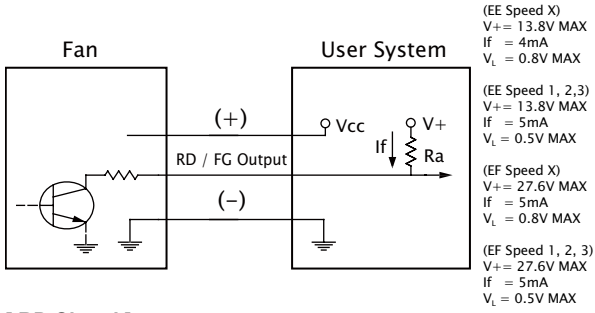 Fan
User System
(+)
Vcc
V+
RD / FG Output
If
Ra
(–)
(EE Speed X)
V+= 13.8V MAX
If = 4mA
VL = 0.8V MAX
(EE Speed 1, 2,3)
V+= 13.8V MAX
If = 5mA
VL = 0.5V MAX
(EF Speed X)
V+= 27.6V MAX
If = 5mA
VL = 0.8V MAX
(EF Speed 1, 2, 3)
V+= 27.6V MAX
If = 5mA
VL = 0.5V MAX